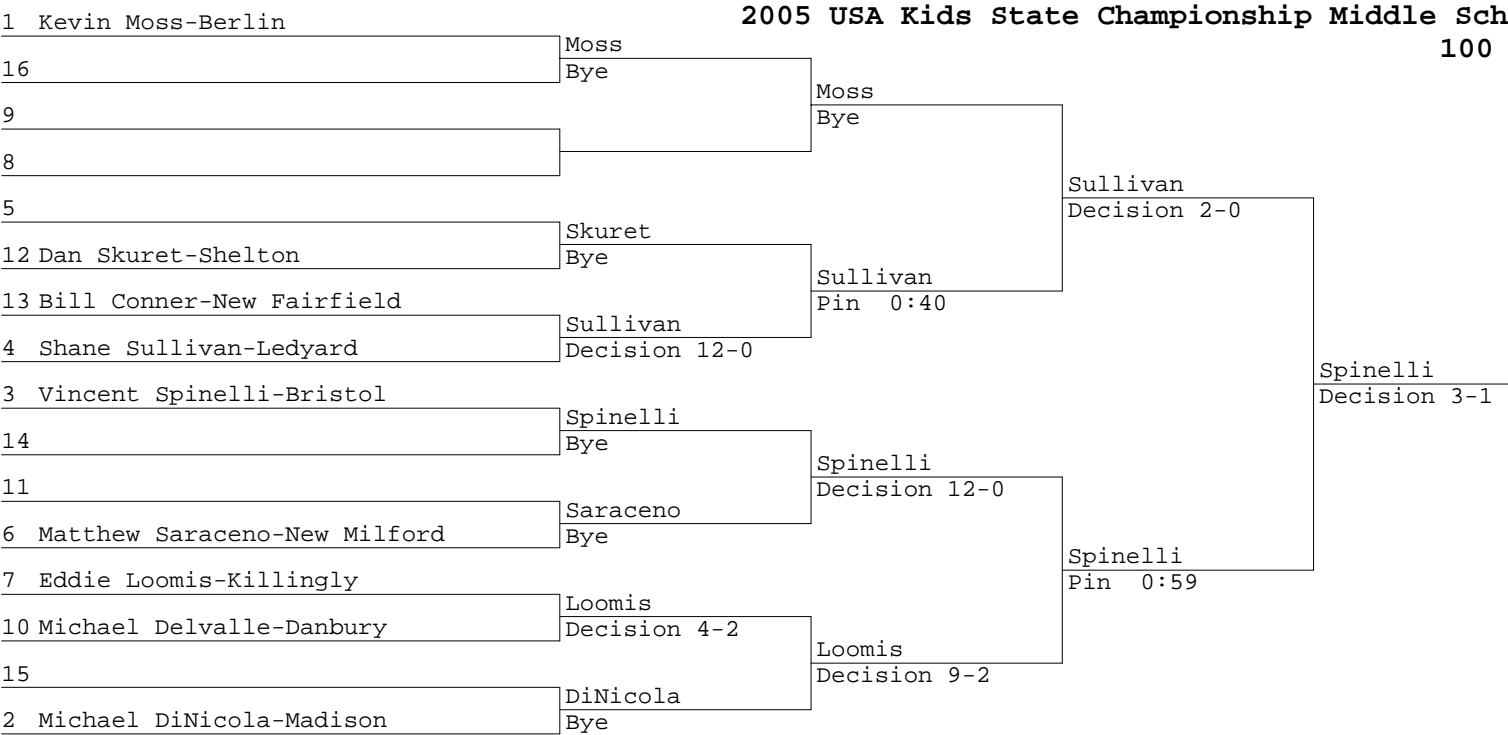 2005 USA Kids State Championship Middle Sch
100
1 Kevin Moss-Berlin
16
9
8
5
12 Dan Skuret-Shelton
13 Bill Conner-New Fairfield
4 Shane Sullivan-Ledyard
3 Vincent Spinelli-Bristol
14
11
6 Matthew Saraceno-New Milford
7 Eddie Loomis-Killingly
10 Michael Delvalle-Danbury
15
2 Michael DiNicola-Madison
Moss
Bye
Skuret
Bye
Sullivan
Decision 12-0
Spinelli
Bye
Saraceno
Bye
Loomis
Decision 4-2
DiNicola
Bye
Moss
Bye
Sullivan
Pin 0:40
Spinelli
Decision 12-0
Loomis
Decision 9-2
Sullivan
Decision 2-0
Spinelli
Pin 0:59
Spinelli
Decision 3-1